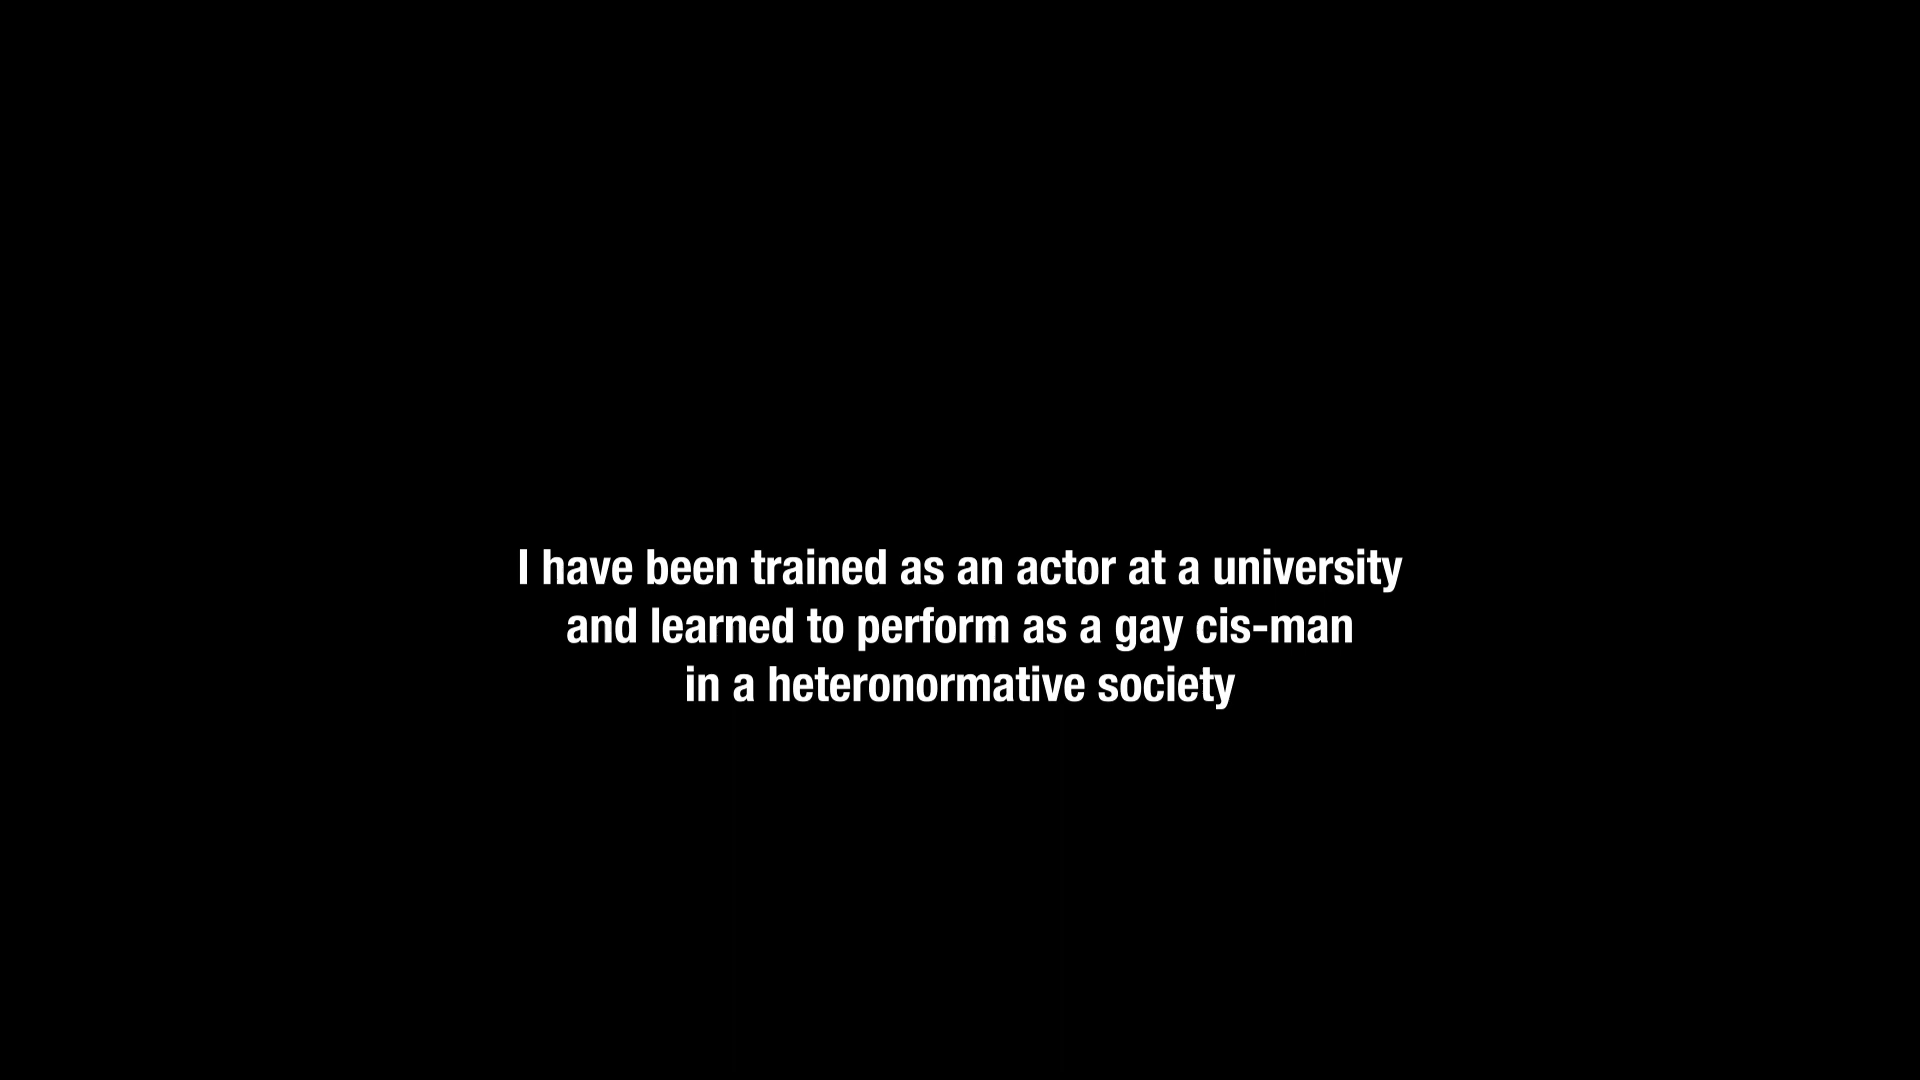 I have been trained as an actor at a university
and learned to perform as a gay cis-man
in a heteronormative society